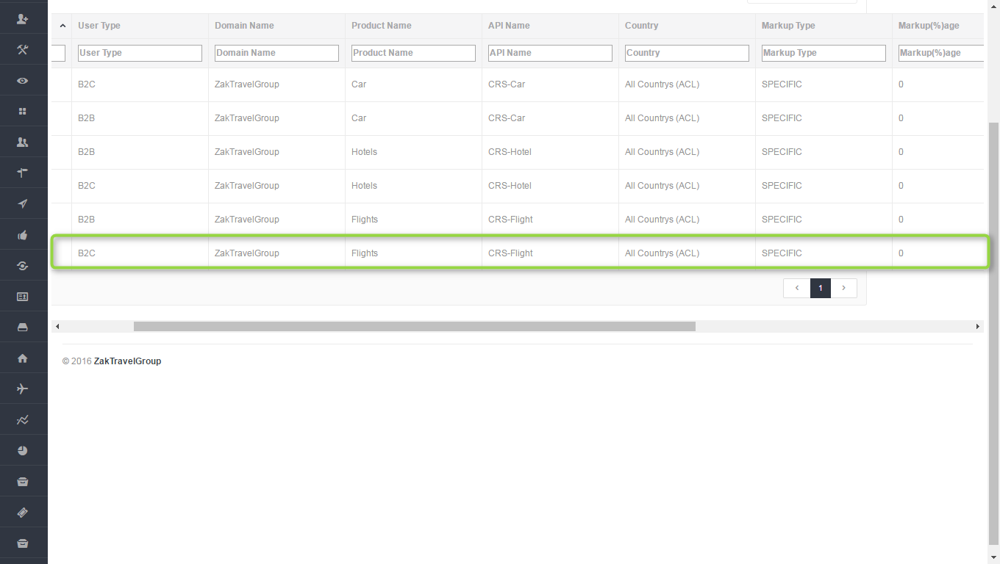 User Type Domain Name Product Name API Name Country Markup Type Markup(%)age
User Type Domain Name Product Name API Name Country Markup Type Markup(%)age
B2C ZakTravelGroup Car CRS-Car All Countrys (ACL) SPECIFIC 0
B2B ZakTravelGroup Car CRS-Car All Countrys (ACL) SPECIFIC 0
B2B ZakTravelGroup Hotels CRS-Hotel All Countrys (ACL) SPECIFIC 0
B2C ZakTravelGroup Hotels CRS-Hotel All Countrys (ACL) SPECIFIC 0
B2B ZakTravelGroup Flights CRS-Flight All Countrys (ACL) SPECIFIC 0
B2C ZakTravelGroup Flights CRS-Flight All Countrys (ACL) SPECIFIC 0
1
© 2016 ZakTravelGroup